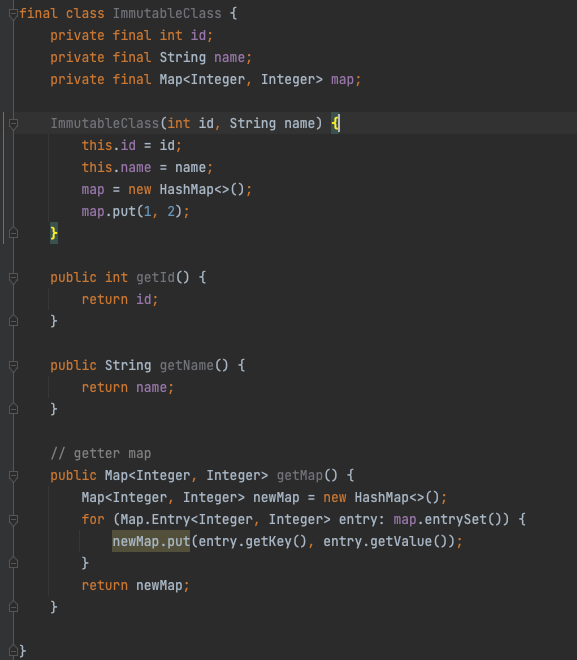 final class ImmutableClass {
    private final int id;
    private final String name;
    private final Map<Integer, Integer> map;
    ImmutableClass(int id, String name) {
        this.id = id;
        this.name = name;
        map = new HashMap<>();
        map.put(1, 2);
    }
    public int getId() {
        return id;
    }
    public String getName() {
        return name;
    }
    // getter map
    public Map<Integer, Integer> getMap() {
        Map<Integer, Integer> newMap = new HashMap<>();
        for (Map.Entry<Integer, Integer> entry: map.entrySet()) {
            newMap.put(entry.getKey(), entry.getValue());
        }
        return newMap;
    }
}